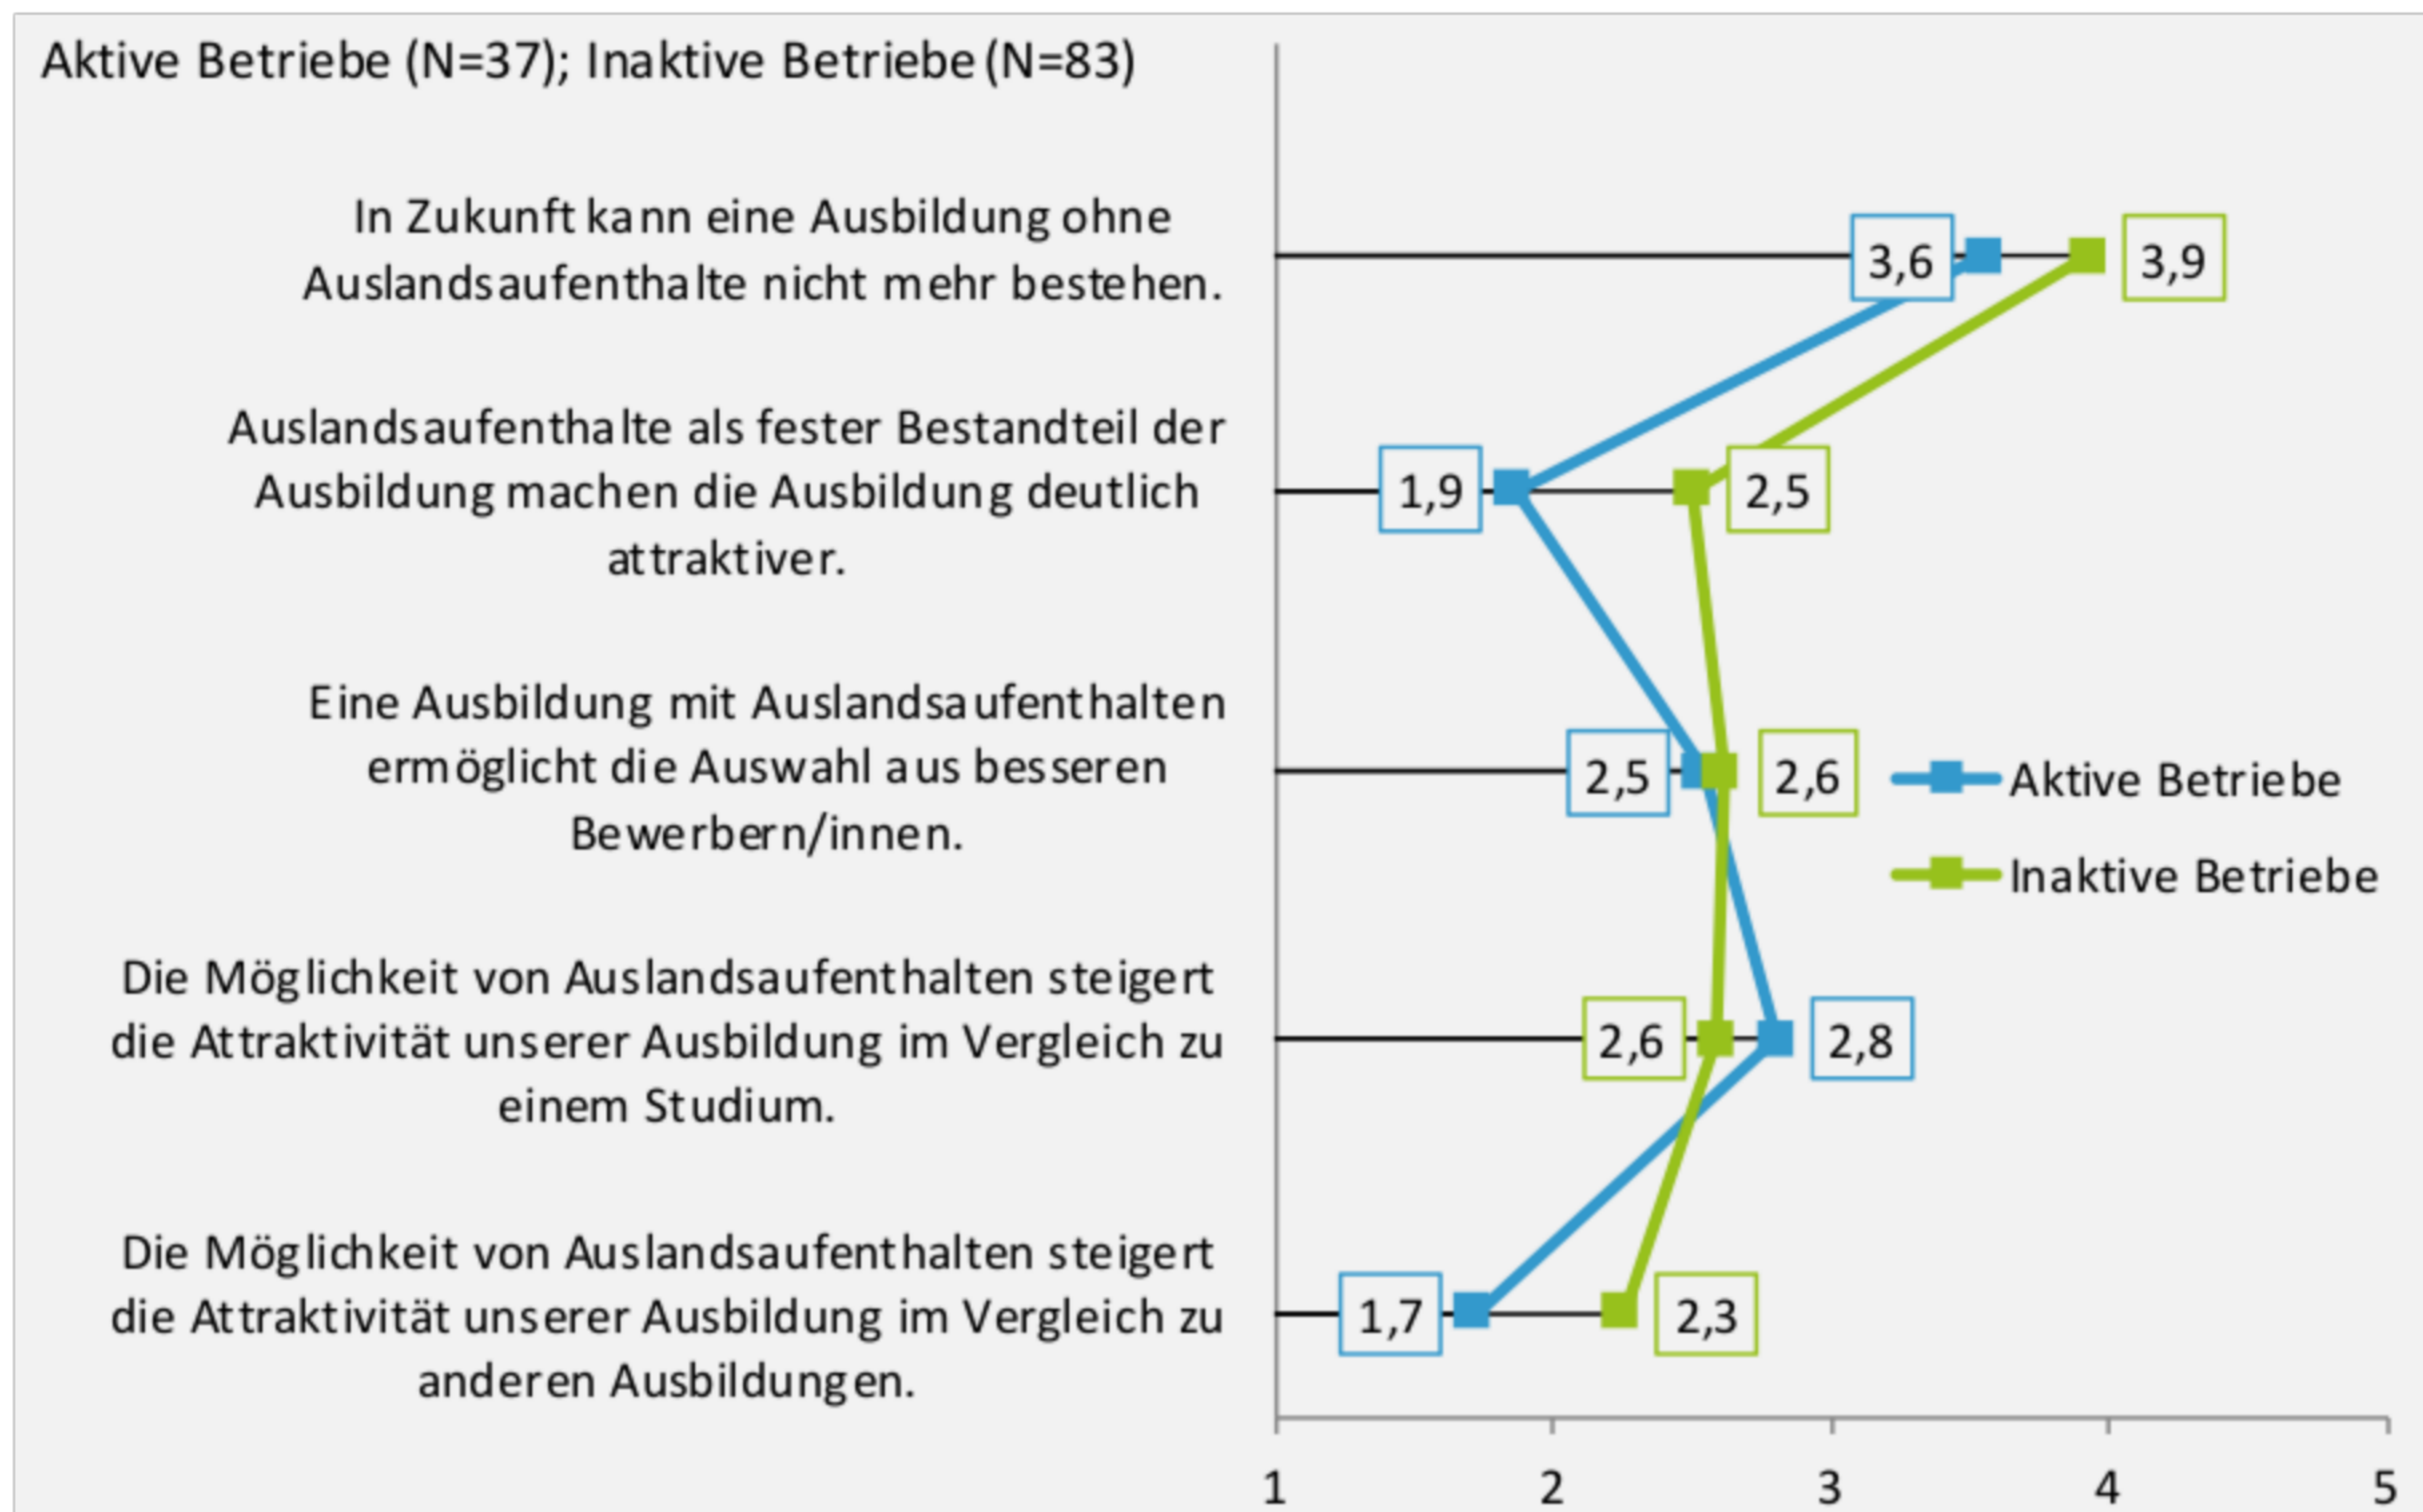 Aktive Betriebe (N=37); Inaktive Betriebe (N=83)
In Zukunft kann eine Ausbildung ohne
Auslandsaufenthalte nicht mehr bestehen.
3,6
3,9
Auslandsaufenthalte als fester Bestandteil der
Ausbildung machen die Ausbildung deutlich
attraktiver.
1,9
2,5
Eine Ausbildung mit Auslandsaufenthalten
ermöglicht die Auswahl aus besseren
Bewerbern/innen.
2,5
2,6
Aktive Betriebe
Inaktive Betriebe
Die Möglichkeit von Auslandsaufenthalten steigert
die Attraktivität unserer Ausbildung im Vergleich zu
einem Studium.
2,6
2,8
Die Möglichkeit von Auslandsaufenthalten steigert
die Attraktivität unserer Ausbildung im Vergleich zu
anderen Ausbildungen.
1,7
2,3
1 2 3 4 5